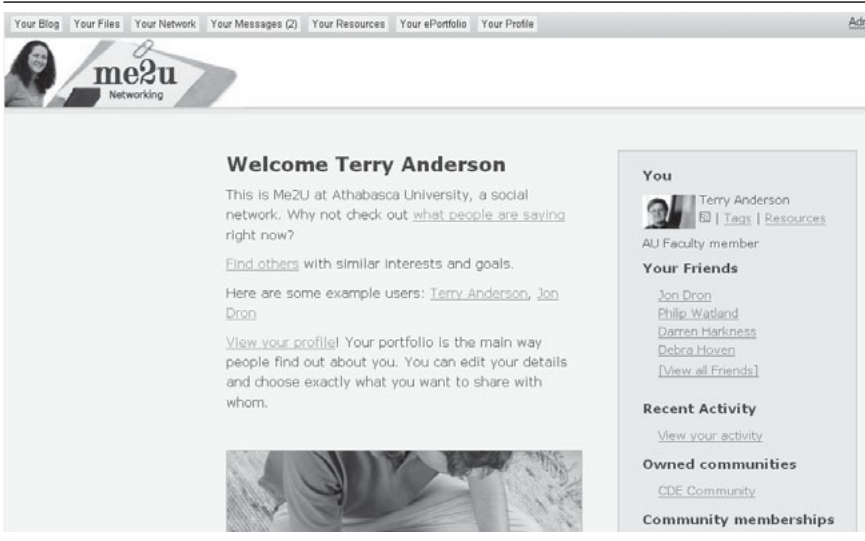 Your Blog Your Files Your Network Your Messages (2) Your Resources Your ePortfolio Your Profile
me2u
Networking
Welcome Terry Anderson
This is Me2U at Athabasca University, a social
network. Why not check out what people are saying
right now?
Find others with similar interests and goals.
Here are some example users: Terry Anderson, Jon
Dron
View your profile! Your portfolio is the main way
people find out about you. You can edit your details
and choose exactly what you want to share with
whom.
You
Terry Anderson
| Tags | Resources
AU Faculty member
Your Friends
Jon Dron
Philip Watland
Darren Harkness
Debra Hoven
[View all Friends]
Recent Activity
View your activity
Owned communities
CDE Community
Community memberships